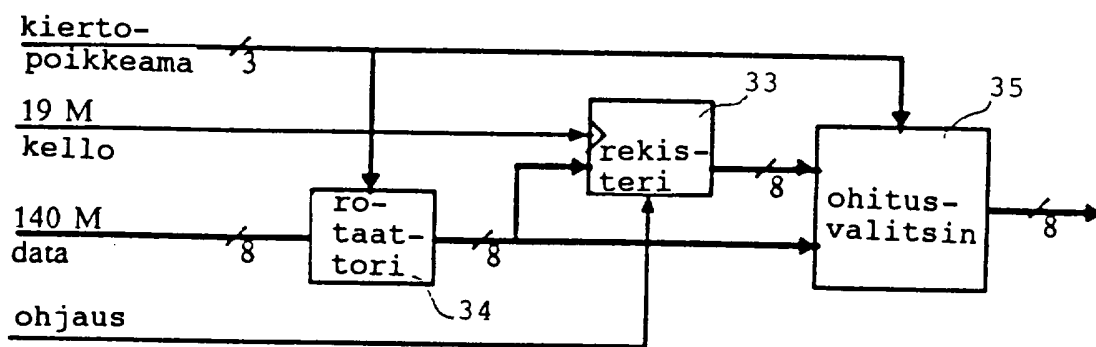 kierto-
poikkeama
3
19 M
kello
140 M
data
8
ohjaus
ro-
taat-
tori
34
8
rekis-
teri
33
8
ohitus-
valitsin
35
8